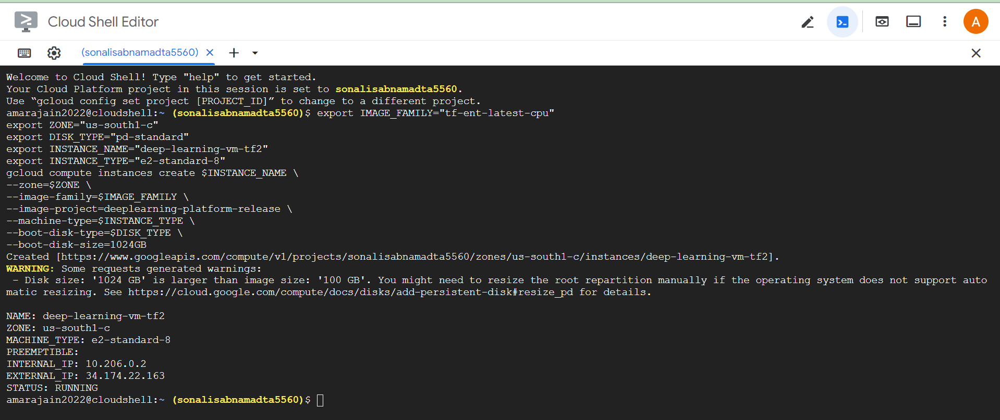 Cloud Shell Editor
A
(sonalisabnamadta5560)
Welcome to Cloud Shell! Type "help" to get started.
Your Cloud Platform project in this session is set to sonalisabnamadta5560.
Use “gcloud config set project [PROJECT_ID]” to change to a different project.
amarajain2022@cloudshell:~ (sonalisabnamadta5560)$ export IMAGE_FAMILY="tf-ent-latest-cpu"
export ZONE="us-south1-c"
export DISK_TYPE="pd-standard"
export INSTANCE_NAME="deep-learning-vm-tf2"
export INSTANCE_TYPE="e2-standard-8"
gcloud compute instances create $INSTANCE_NAME \
--zone=$ZONE \
--image-family=$IMAGE_FAMILY \
--image-project=deeplearning-platform-release \
--machine-type=$INSTANCE_TYPE \
--boot-disk-type=$DISK_TYPE \
--boot-disk-size=1024GB
Created [https://www.googleapis.com/compute/v1/projects/sonalisabnamadta5560/zones/us-south1-c/instances/deep-learning-vm-tf2].
WARNING: Some requests generated warnings:
 - Disk size: '1024 GB' is larger than image size: '100 GB'. You might need to resize the root repartition manually if the operating system does not support auto
matic resizing. See https://cloud.google.com/compute/docs/disks/add-persistent-disk#resize_pd for details.
NAME: deep-learning-vm-tf2
ZONE: us-south1-c
MACHINE_TYPE: e2-standard-8
PREEMPTIBLE:
INTERNAL_IP: 10.206.0.2
EXTERNAL_IP: 34.174.22.163
STATUS: RUNNING
amarajain2022@cloudshell:~ (sonalisabnamadta5560)$